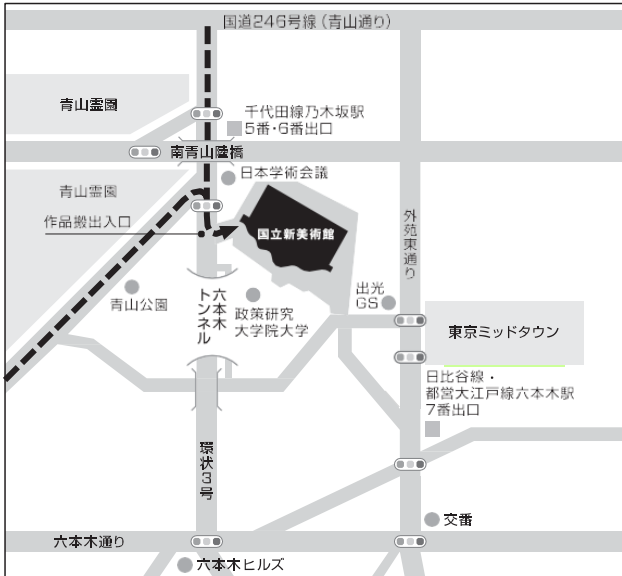 国道246号線（青山通り）
青山霊園
千代田線乃木坂駅
5番・6番出口
南青山陸橋
日本学術会議
青山霊園
作品搬出入口
国立新美術館
外苑東通り
青山公園
六本木
トンネル
政策研究
大学院大学
出光
GS
東京ミッドタウン
日比谷線・
都営大江戸線六本木駅
7番出口
環状3号
交番
六本木通り
六本木ヒルズ